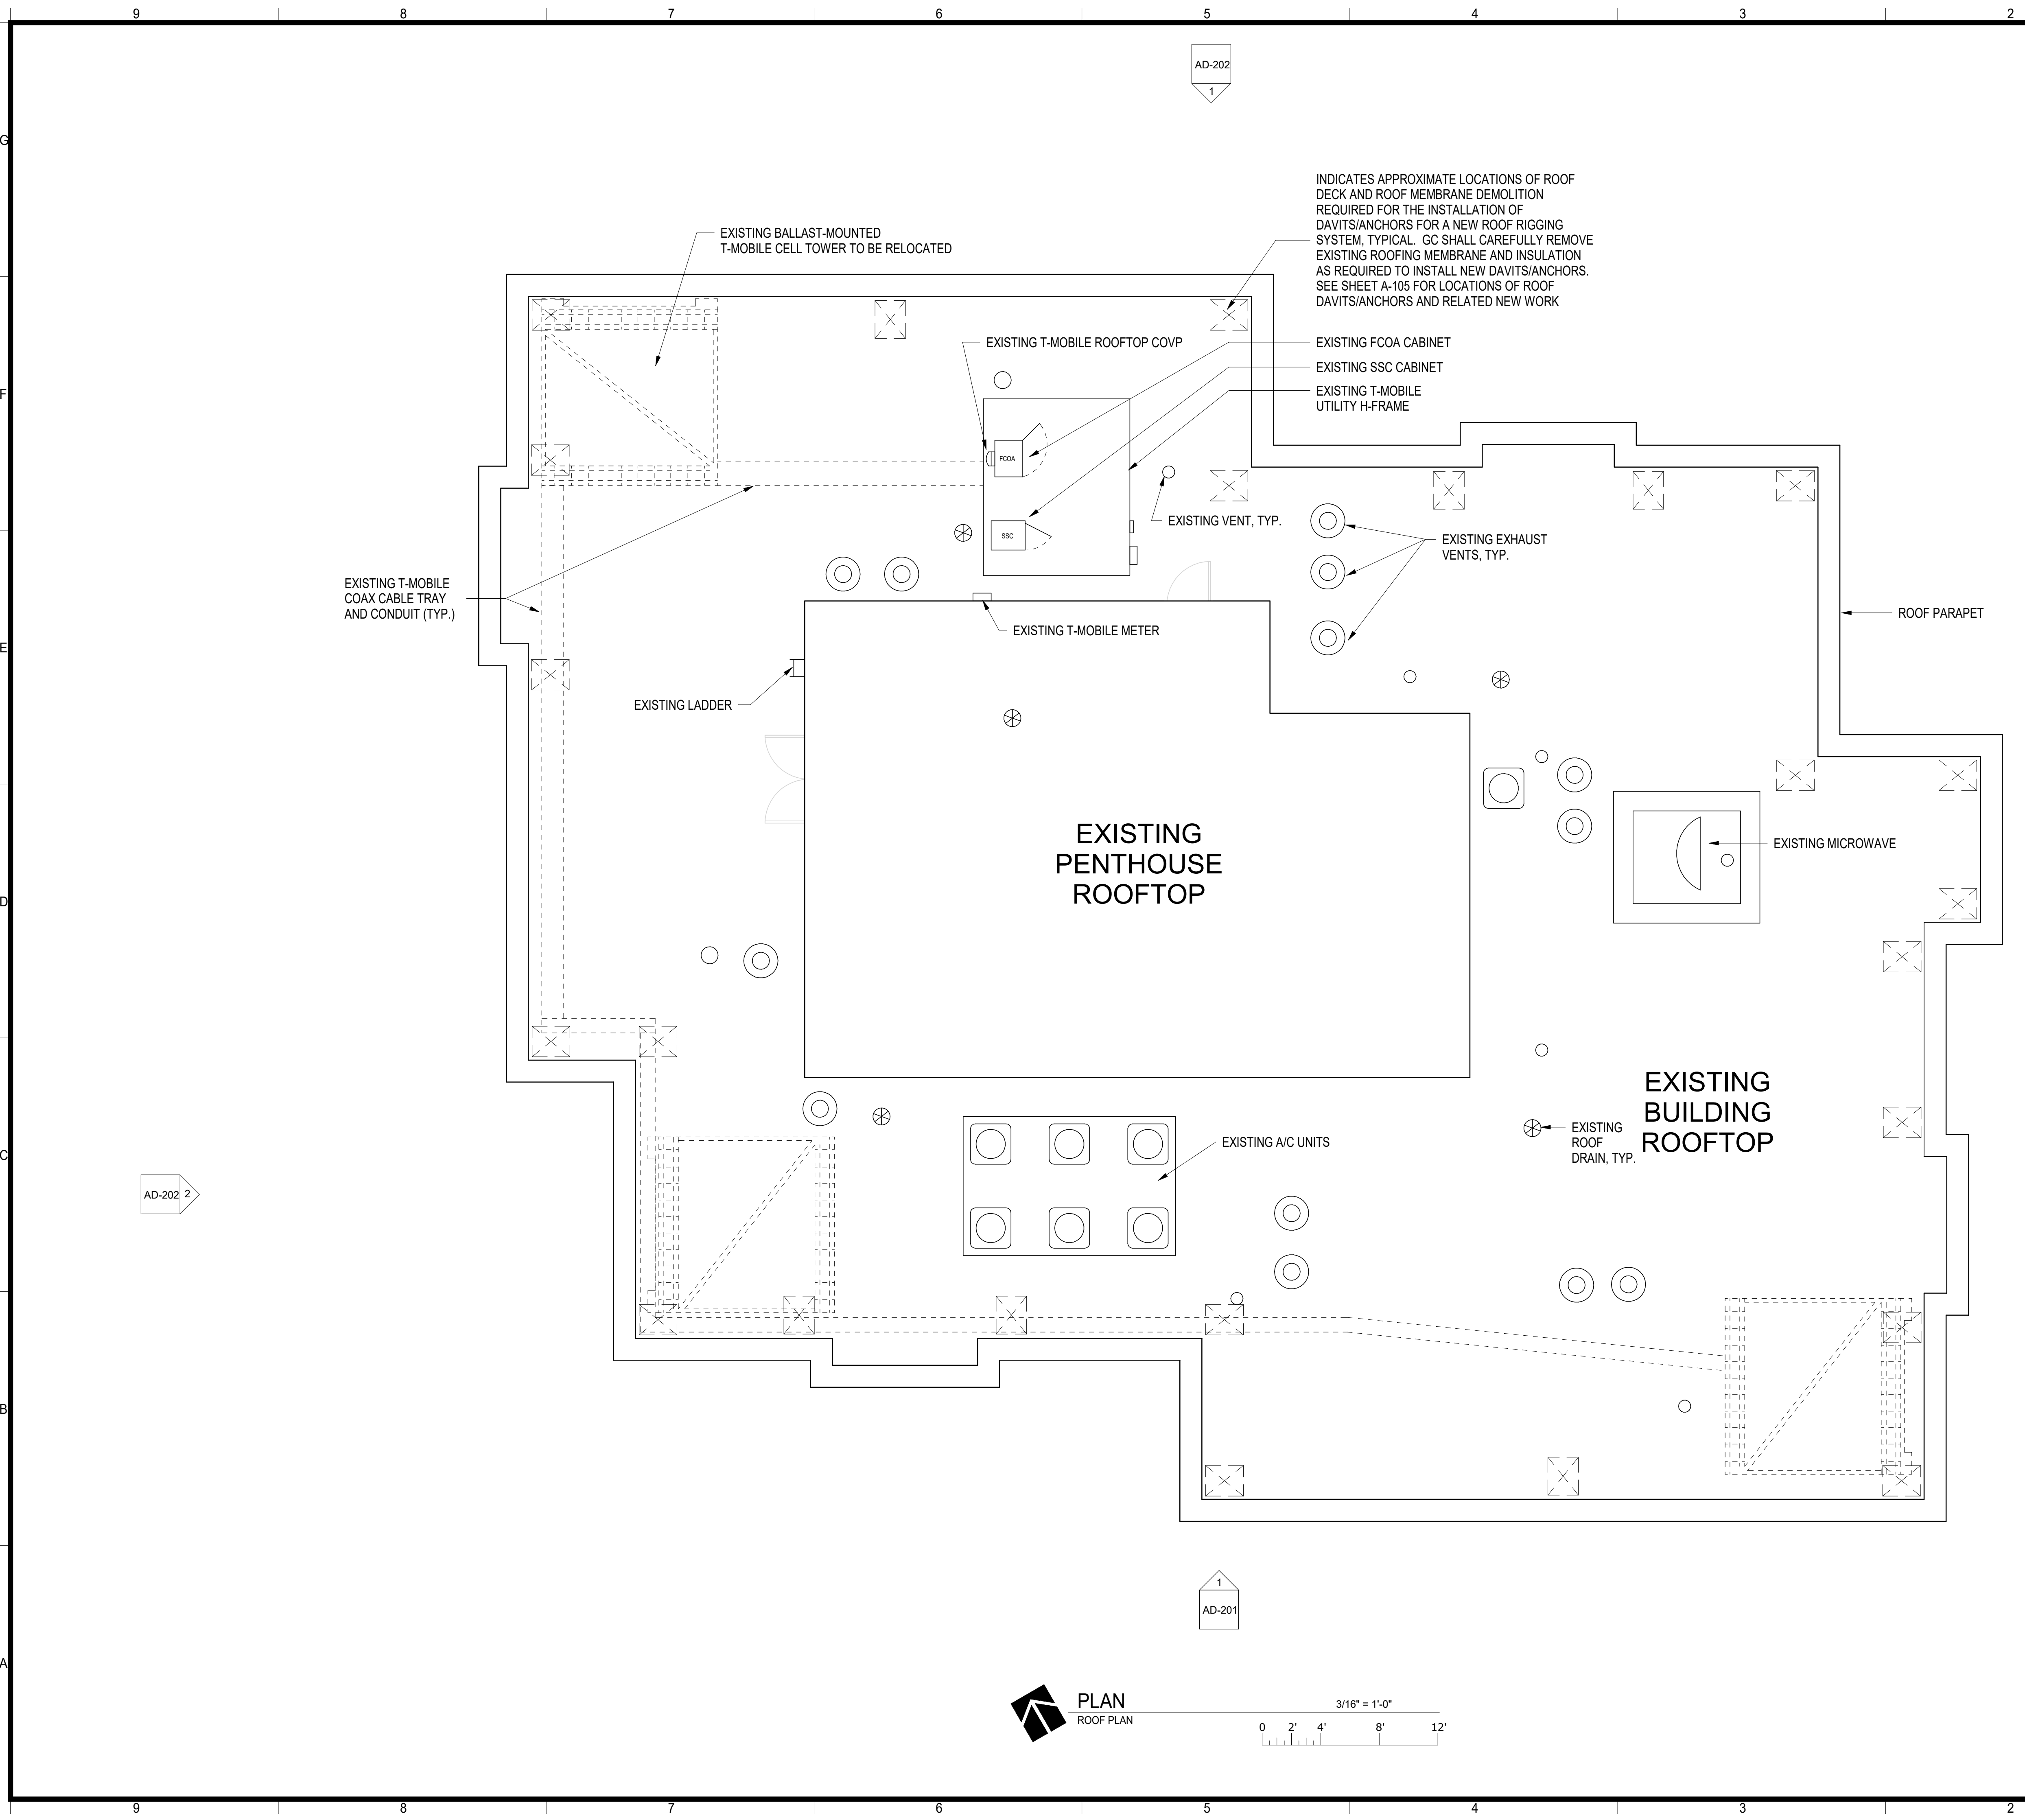 9 8 7 6 5 4 3 2
AD-202
1
G
INDICATES APPROXIMATE LOCATIONS OF ROOF
DECK AND ROOF MEMBRANE DEMOLITION
REQUIRED FOR THE INSTALLATION OF
DAVITS/ANCHORS FOR A NEW ROOF RIGGING
SYSTEM, TYPICAL. GC SHALL CAREFULLY REMOVE
EXISTING ROOFING MEMBRANE AND INSULATION
AS REQUIRED TO INSTALL NEW DAVITS/ANCHORS.
SEE SHEET A-105 FOR LOCATIONS OF ROOF
DAVITS/ANCHORS AND RELATED NEW WORK
EXISTING BALLAST-MOUNTED
T-MOBILE CELL TOWER TO BE RELOCATED
EXISTING T-MOBILE ROOFTOP COVP
EXISTING FCOA CABINET
EXISTING SSC CABINET
EXISTING T-MOBILE
UTILITY H-FRAME
F
FCOA
SSC
EXISTING VENT, TYP.
EXISTING EXHAUST
VENTS, TYP.
EXISTING T-MOBILE
COAX CABLE TRAY
AND CONDUIT (TYP.)
ROOF PARAPET
EXISTING T-MOBILE METER
E
EXISTING LADDER
EXISTING
PENTHOUSE
ROOFTOP
EXISTING MICROWAVE
D
EXISTING
BUILDING
ROOFTOP
EXISTING
ROOF
DRAIN, TYP.
EXISTING A/C UNITS
C
AD-202 2
B
1
AD-201
A
PLAN
ROOF PLAN
3/16" = 1'-0"
0 2' 4' 8' 12'
9 8 7 6 5 4 3 2